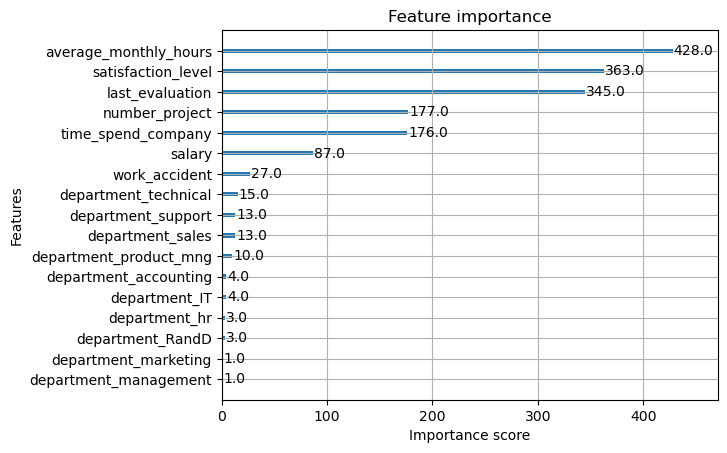 Feature importance
average_monthly_hours 428.0
satisfaction_level 363.0
last_evaluation 345.0
number_project 177.0
time_spend_company 176.0
salary 87.0
work_accident 27.0
department_technical 15.0
department_support 13.0
department_sales 13.0
department_product_mng 10.0
department_accounting 4.0
department_IT 4.0
department_hr 3.0
department_RandD 3.0
department_marketing 1.0
department_management 1.0
Features
0 100 200 300 400
Importance score